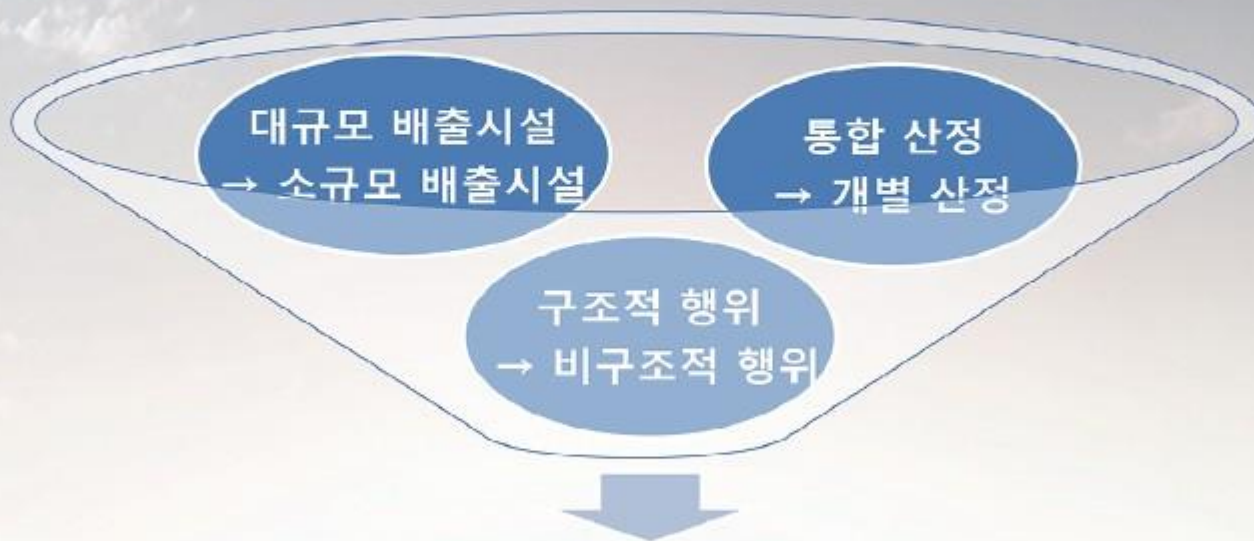 대규모 배출시설
→ 소규모 배출시설
통합 산정
→ 개별 산정
구조적 행위
→ 비구조적 행위